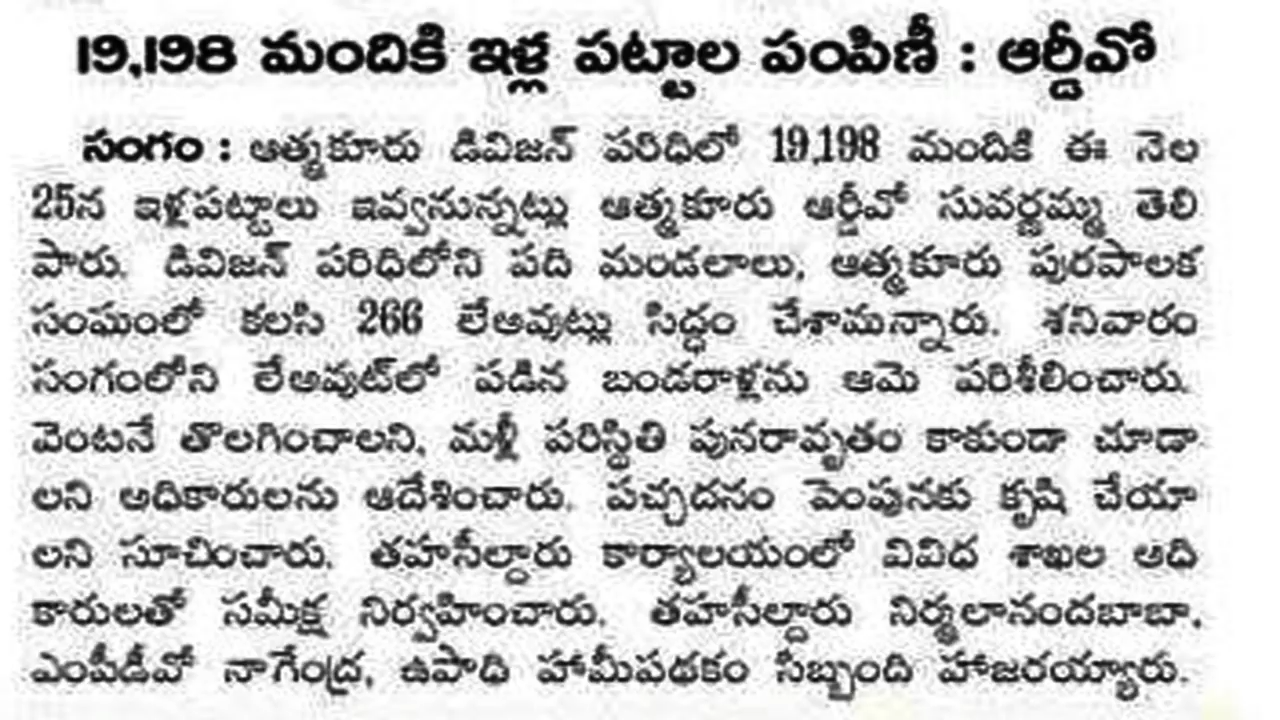 19,198 మందికి ఇళ్ల పట్టాల పంపిణీ : ఆర్డీవో
సంగం : ఆత్మకూరు డివిజన్ పరిధిలో 19,198 మందికి ఈ నెల
25న ఇళ్లపట్టాలు ఇవ్వనున్నట్లు ఆత్మకూరు ఆర్డీవో సువర్ణమ్మ తెలి
పారు. డివిజన్ పరిధిలోని పది మండలాలు, ఆత్మకూరు పురపాలక
సంఘంలో కలసి 266 లేఅవుట్లు సిద్ధం చేశామన్నారు. శనివారం
సంగంలోని లేఅవుట్‌లో పడిన బండరాళ్లను ఆమె పరిశీలించారు.
వెంటనే తొలగించాలని, మళ్లీ పరిస్థితి పునరావృతం కాకుండా చూడా
లని అధికారులను ఆదేశించారు. పచ్చదనం పెంపునకు కృషి చేయా
లని సూచించారు. తహసీల్దారు కార్యాలయంలో వివిధ శాఖల అధి
కారులతో సమీక్ష నిర్వహించారు. తహసీల్దారు నిర్మలానందబాబా,
ఎంపీడీవో నాగేంద్ర, ఉపాధి హామీపథకం సిబ్బంది హాజరయ్యారు.